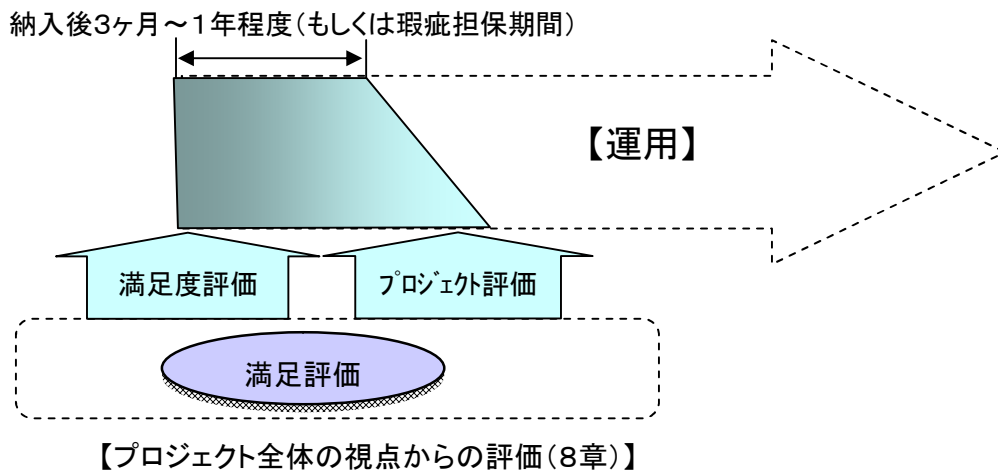 納入後3ヶ月～1年程度（もしくは瑕疵担保期間）
【運用】
満足度評価
プロジェクト評価
満足評価
【プロジェクト全体の視点からの評価（8章）】